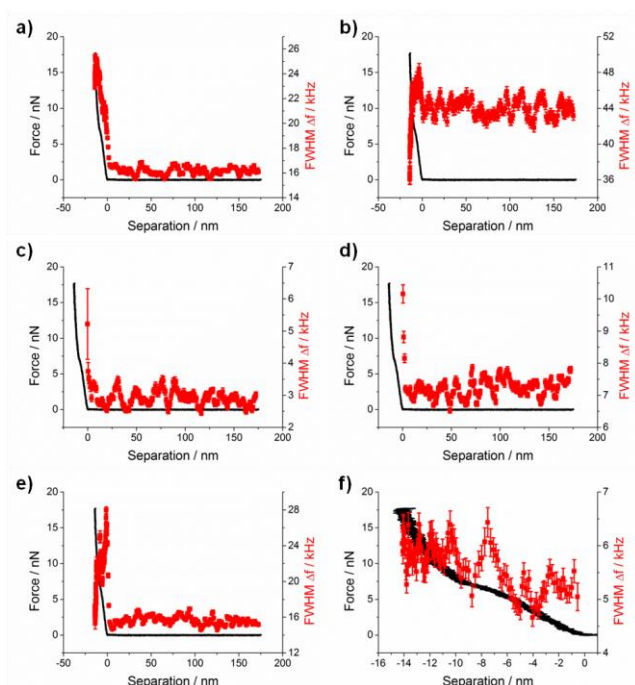 a)
20
15
10
5
0
Force / nN
26
24
22
20
18
16
14
FWHM Δf / kHz
-50 0 50 100 150 200
Separation / nm
b)
20
15
10
5
0
Force / nN
52
48
44
40
36
FWHM Δf / kHz
-50 0 50 100 150 200
Separation / nm
c)
20
15
10
5
0
Force / nN
7
6
5
4
3
2
FWHM Δf / kHz
0 50 100 150 200
Separation / nm
d)
20
15
10
5
0
Force / nN
11
10
9
8
7
6
FWHM Δf / kHz
0 50 100 150 200
Separation / nm
e)
20
15
10
5
0
Force / nN
28
24
20
16
12
FWHM Δf / kHz
-50 0 50 100 150 200
Separation / nm
f)
20
15
10
5
0
Force / nN
7
6
5
4
FWHM Δf / kHz
-16 -14 -12 -10 -8 -6 -4 -2 0
Separation / nm